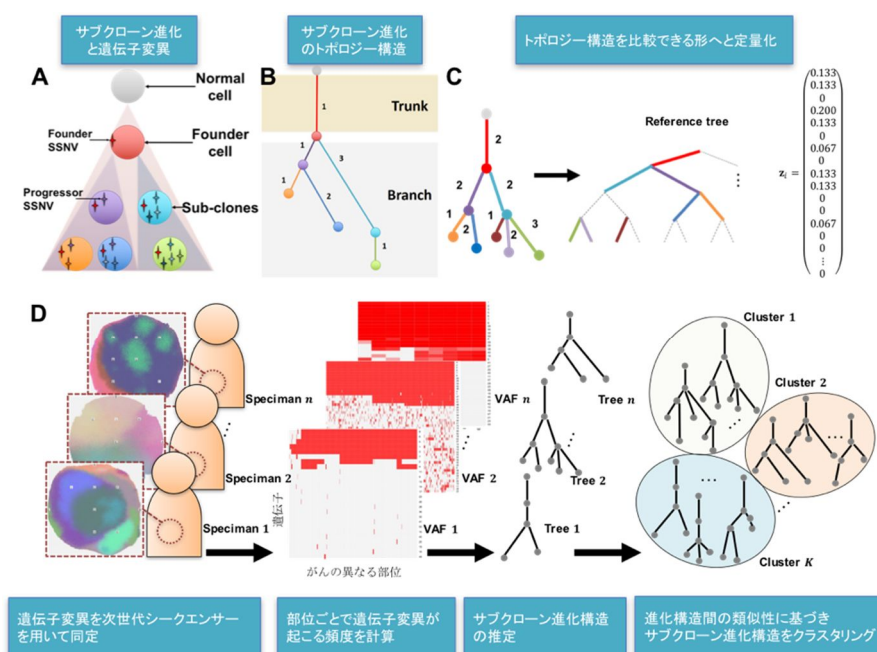 サブクローン進化
と遺伝子変異
サブクローン進化
のトポロジー構造
トポロジー構造を比較できる形へと定量化
A
Normal
cell
Founder
SSNV
Founder
cell
Progressor
SSNV
Sub-clones
B
1
Trunk
1
3
1
2
Branch
1
C
2
2
2
1
2
1
2
3
Reference tree
⋮
z_i =
0.133
0.133
0
0.200
0.133
0
0.067
0
0.133
0.133
0
0
0.067
0
0
⋮
0
D
Speciman n
Speciman 2
Speciman 1
遺伝子
がんの異なる部位
VAF n
VAF 2
VAF 1
Tree n
Tree 2
Tree 1
Cluster 1
Cluster 2
Cluster K
遺伝子変異を次世代シークエンサー
を用いて同定
部位ごとで遺伝子変異が
起こる頻度を計算
サブクローン進化構造
の推定
進化構造間の類似性に基づき
サブクローン進化構造をクラスタリング